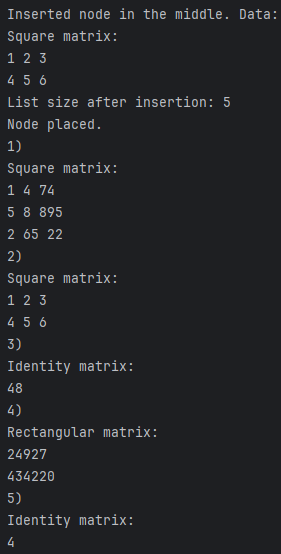 Inserted node in the middle. Data:
Square matrix:
1 2 3
4 5 6
List size after insertion: 5
Node placed.
1)
Square matrix:
1 4 74
5 8 895
2 65 22
2)
Square matrix:
1 2 3
4 5 6
3)
Identity matrix:
48
4)
Rectangular matrix:
24927
434220
5)
Identity matrix:
4